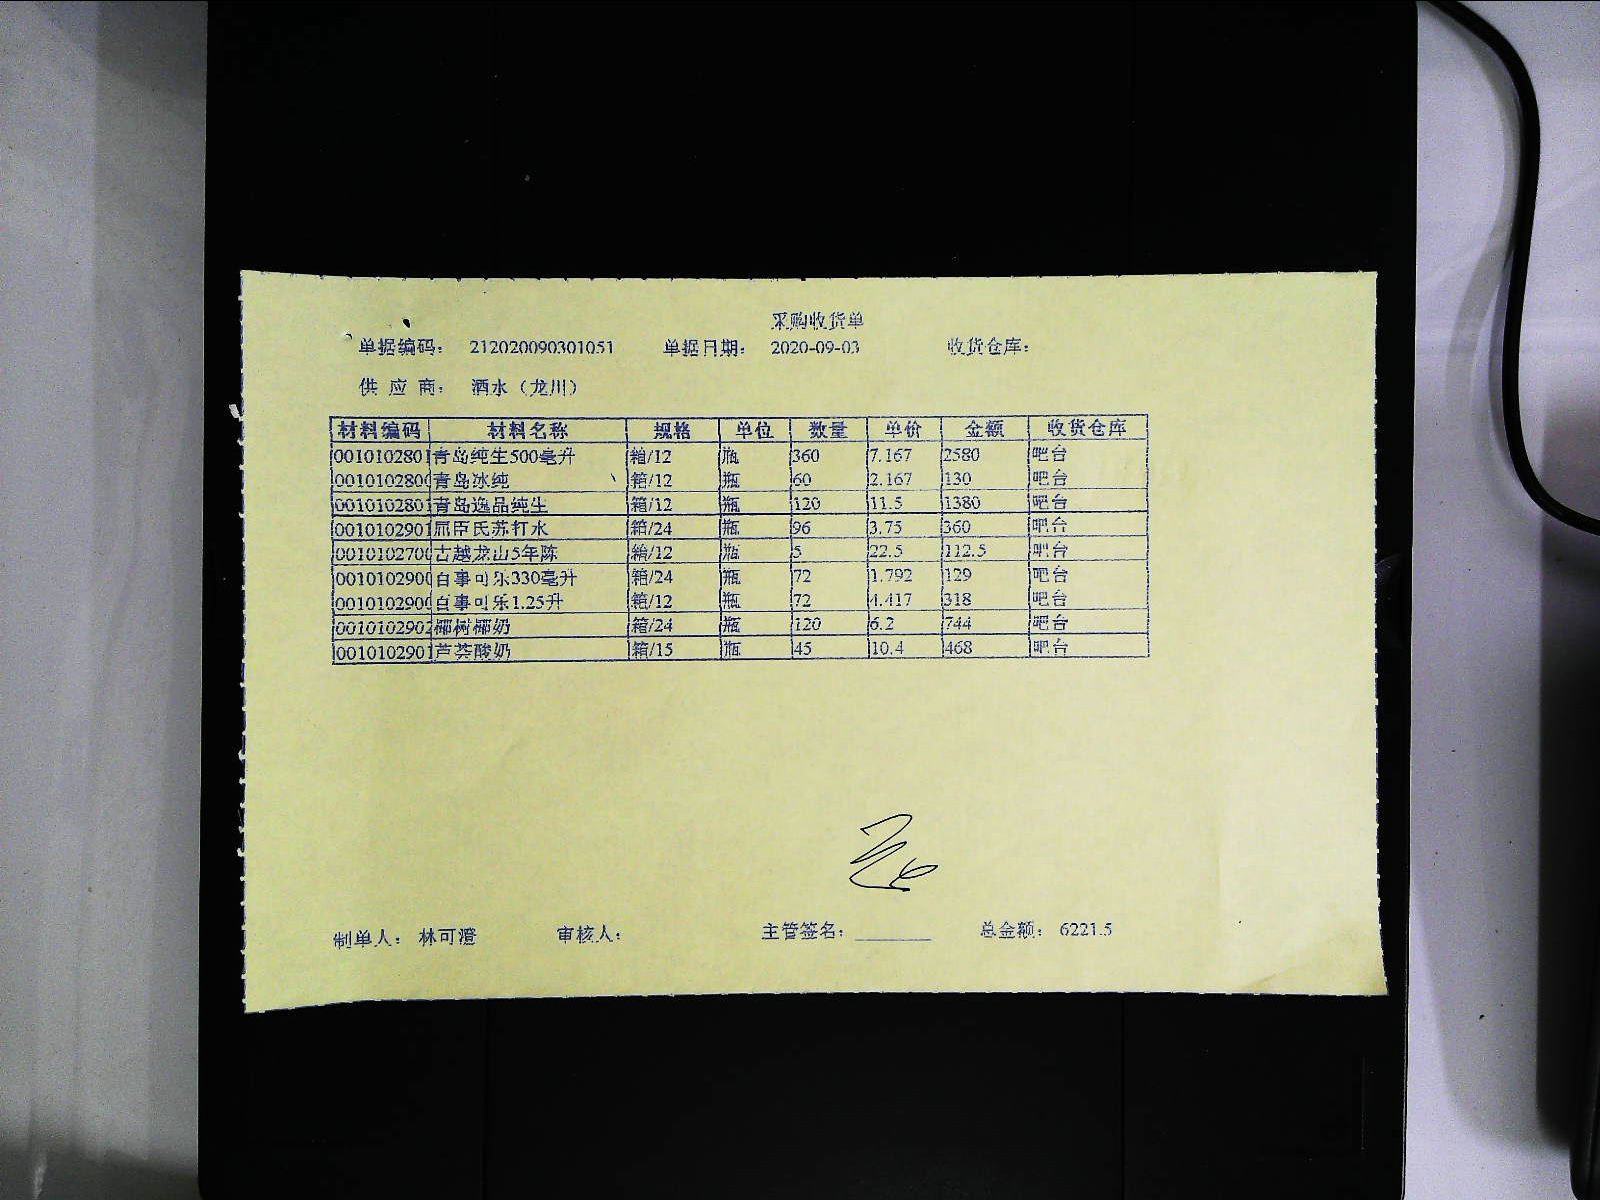 采购收货单
单据编码： 212020090301051 单据日期： 2020-09-03 收货仓库：
供 应 商： 酒水（龙川）
材料编码 材料名称 规格 单位 数量 单价 金额 收货仓库
0010102801 青岛纯生500毫升 箱/12 瓶 360 7.167 2580 吧台
001010280 青岛冰纯 箱/12 瓶 60 2.167 130 吧台
0010102801 青岛逸品纯生 箱/12 瓶 120 11.5 1380 吧台
0010102901 屈臣氏苏打水 箱/24 瓶 96 3.75 360 吧台
001010270 古越龙山5年陈 箱/12 瓶 5 22.5 112.5 吧台
001010290 百事可乐330毫升 箱/24 瓶 72 1.792 129 吧台
001010290 百事可乐1.25升 箱/12 瓶 72 4.417 318 吧台
0010102902 椰树椰奶 箱/24 瓶 120 6.2 744 吧台
0010102901 芦荟酸奶 箱/15 瓶 45 10.4 468 吧台
制单人： 林可澄 审核人： 主管签名： 总金额： 6221.5